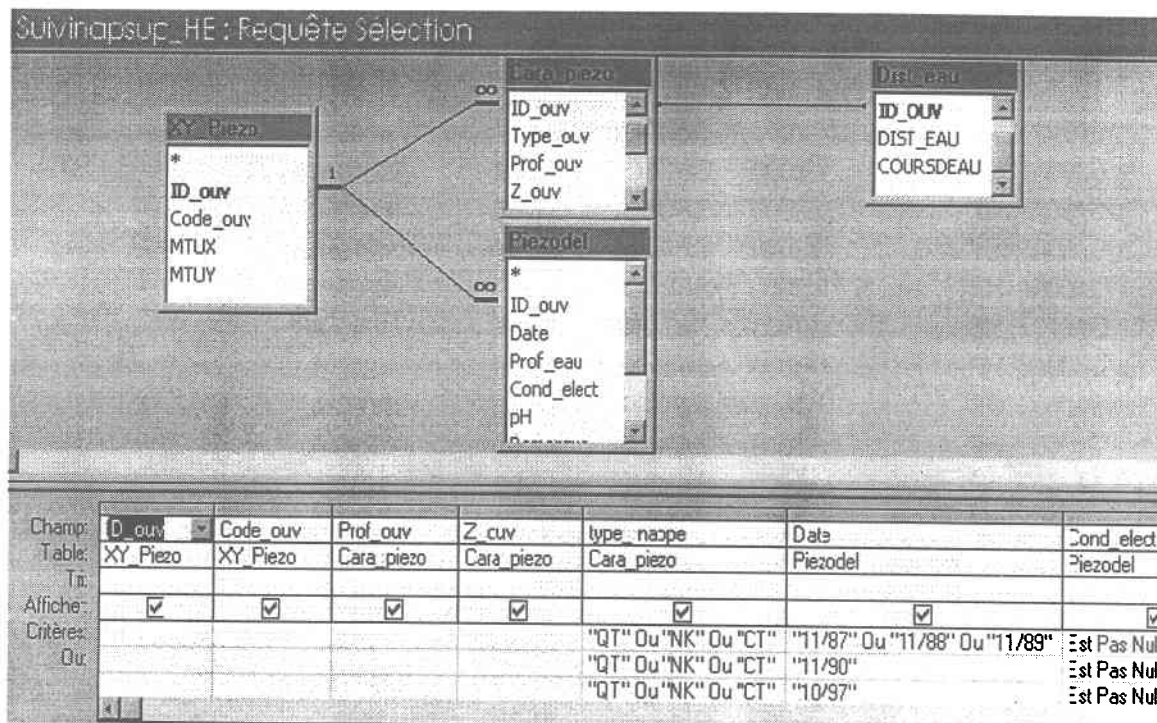 Suivinapsup_HE : Requête Sélection
XY_Piezo
*
ID_ouv
Code_ouv
MTUX
MTUY
1
∞
∞
Cara_piezo
ID_ouv
Type_ouv
Prof_ouv
Z_ouv
Piezodel
*
ID_ouv
Date
Prof_eau
Cond_elect
pH
Dist_eau
ID_OUV
DIST_EAU
COURSDEAU
Champ: ID_ouv Code_ouv Prof_ouv Z_ouv type_nappe Date Cond_elect
Table: XY_Piezo XY_Piezo Cara_piezo Cara_piezo Cara_piezo Piezodel Piezodel
Tri:
Afficher:
Critères: "QT" Ou "NK" Ou "CT" "11/87" Ou "11/88" Ou "11/89" Est Pas Nul
Ou: "QT" Ou "NK" Ou "CT" "11/90" Est Pas Nul
"QT" Ou "NK" Ou "CT" "10/97" Est Pas Nul